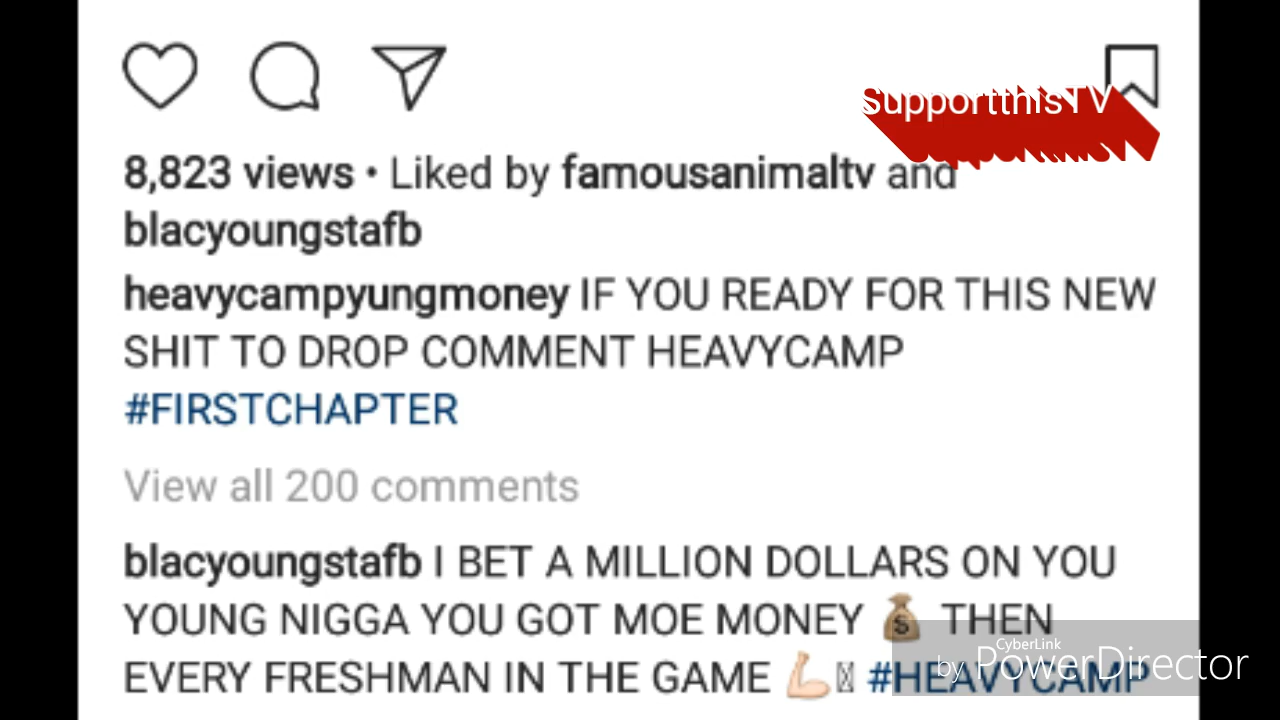 SupportthisTV
8,823 views • Liked by famousanimaltv and
blacyoungstafb
heavycampyungmoney IF YOU READY FOR THIS NEW
SHIT TO DROP COMMENT HEAVYCAMP
#FIRSTCHAPTER
View all 200 comments
blacyoungstafb I BET A MILLION DOLLARS ON YOU
YOUNG NIGGA YOU GOT MOE MONEY 💰 THEN
EVERY FRESHMAN IN THE GAME 💪🏻 #HEAVYCAMP
CyberLink
by PowerDirector